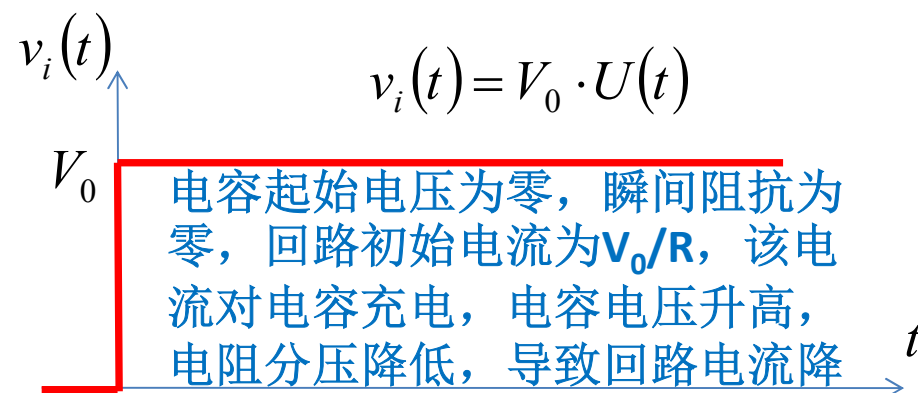 vᵢ(t)
vᵢ(t) = V₀ · U(t)
V₀
电容起始电压为零，瞬间阻抗为
零，回路初始电流为V₀/R，该电
流对电容充电，电容电压升高，
电阻分压降低，导致回路电流降
t